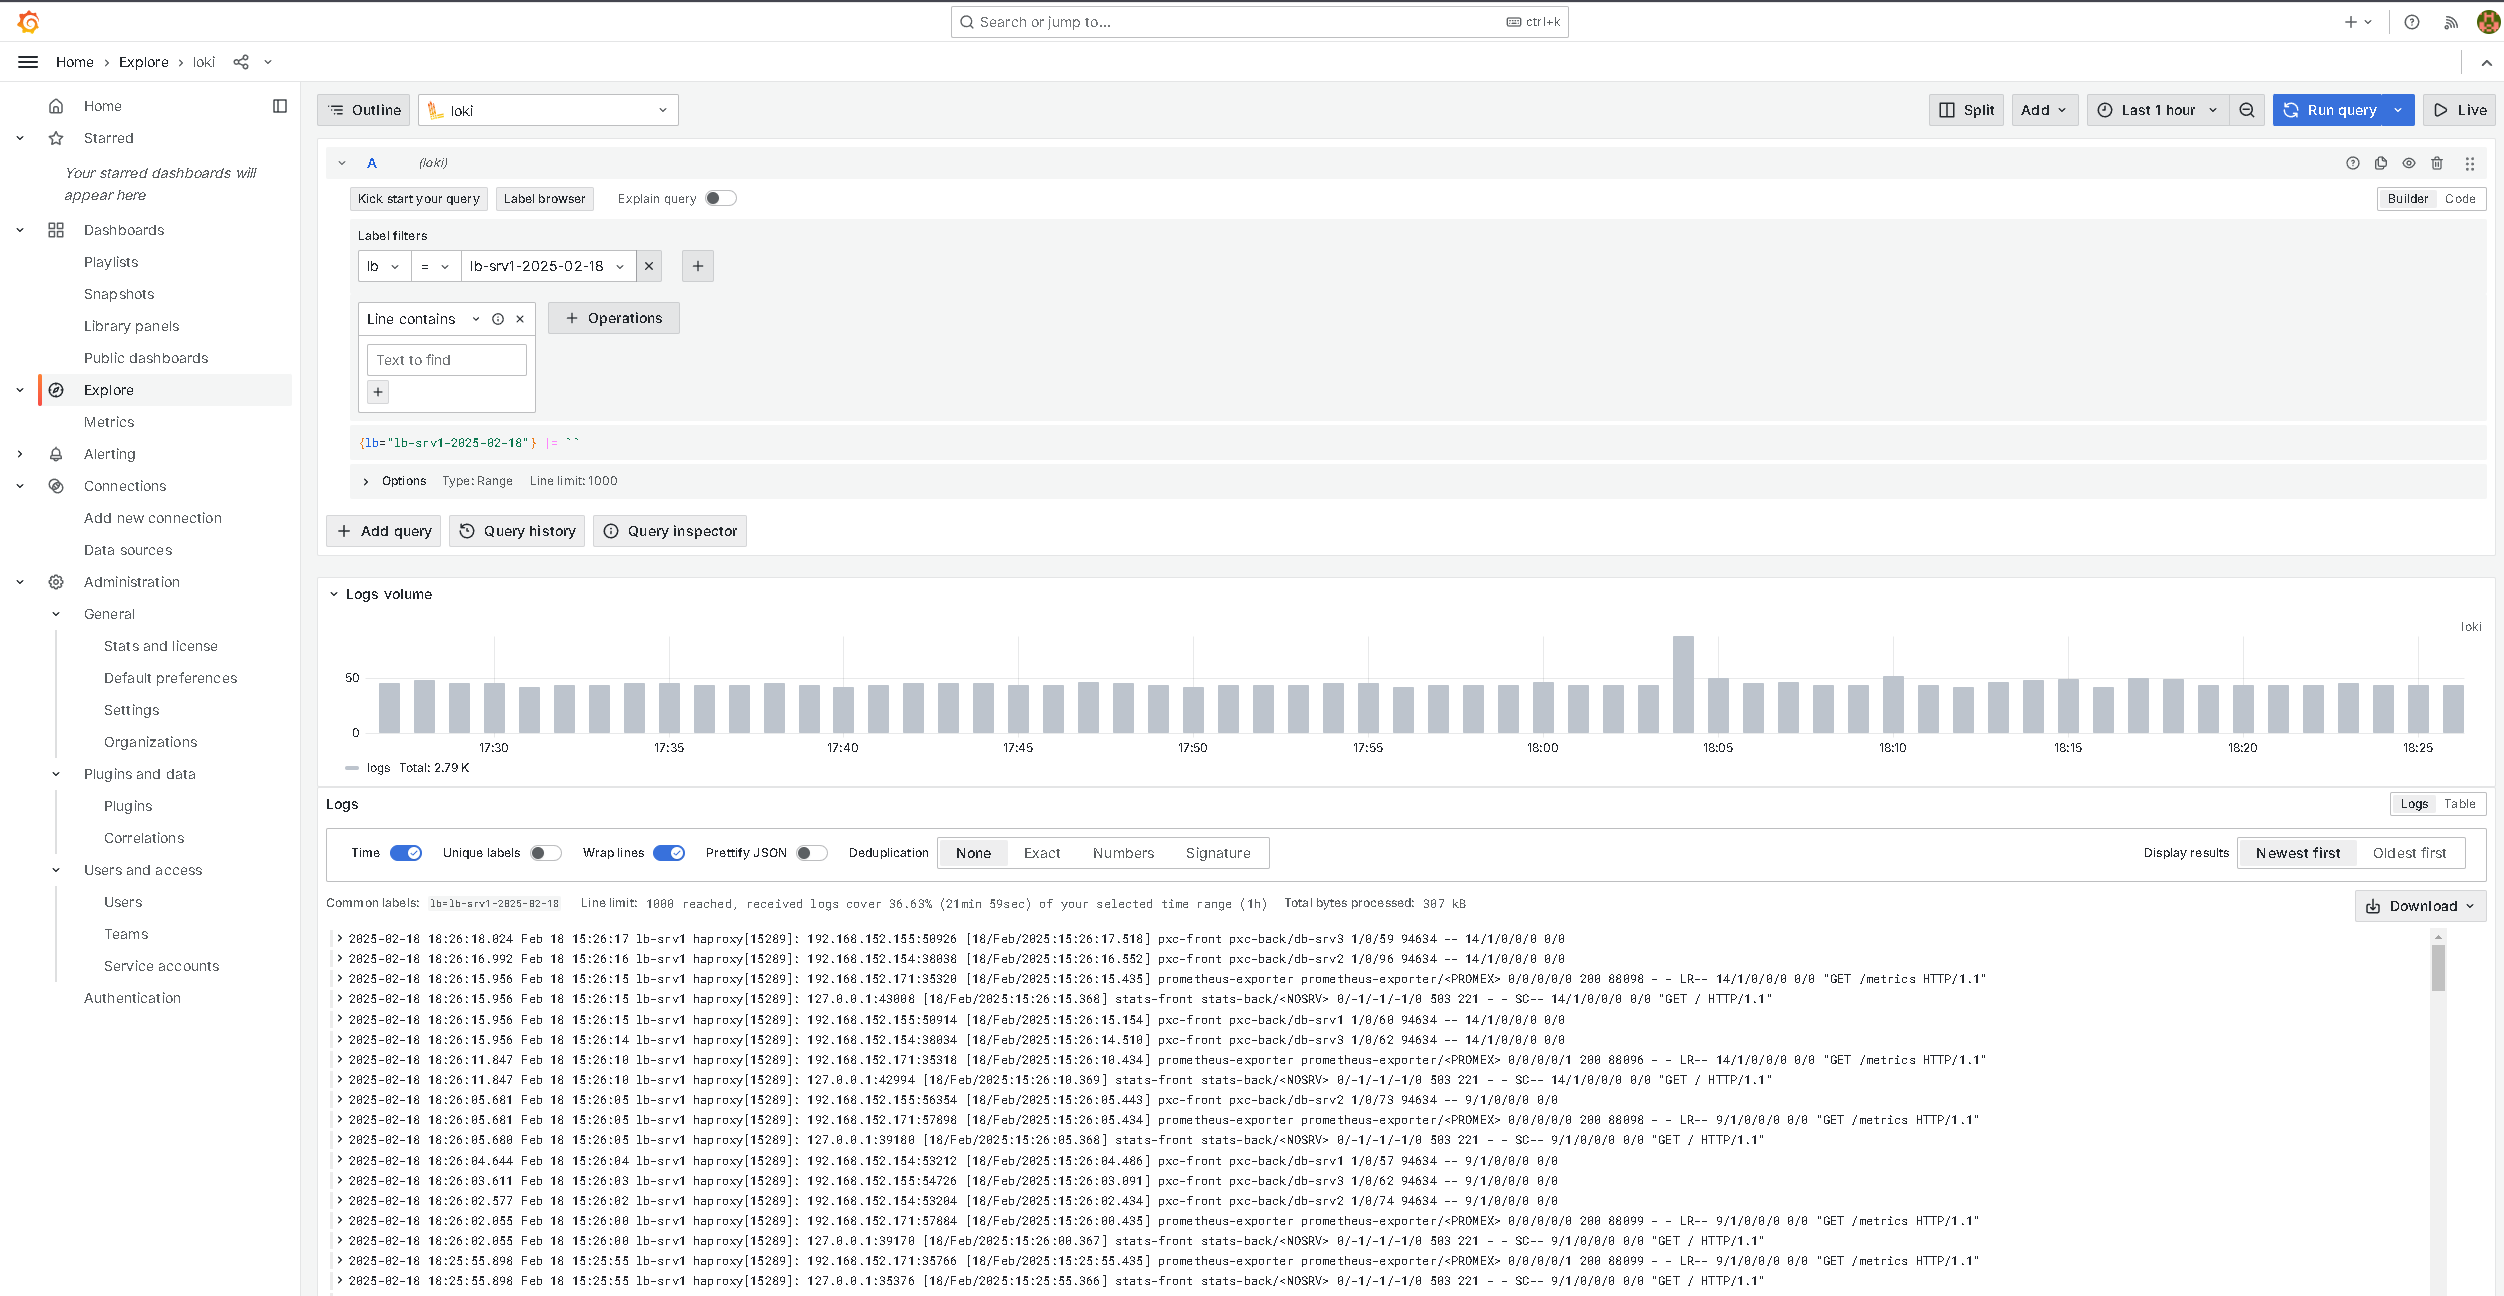 Search or jump to...
ctrl+k
Home › Explore › loki
Home
Starred
Your starred dashboards will
appear here
Dashboards
Playlists
Snapshots
Library panels
Public dashboards
Explore
Metrics
Alerting
Connections
Add new connection
Data sources
Administration
General
Stats and license
Default preferences
Settings
Organizations
Plugins and data
Plugins
Correlations
Users and access
Users
Teams
Service accounts
Authentication
Outline
loki
Split
Add
Last 1 hour
Run query
Live
A (loki)
Kick start your query
Label browser
Explain query
Builder
Code
Label filters
lb = lb-srv1-2025-02-18
Line contains
Operations
Text to find
{lb="lb-srv1-2025-02-18"} |= ``
Options Type: Range Line limit: 1000
Add query
Query history
Query inspector
Logs volume
loki
50
0
17:30 17:35 17:40 17:45 17:50 17:55 18:00 18:05 18:10 18:15 18:20 18:25
logs Total: 2.79 K
Logs
Logs Table
Time Unique labels Wrap lines Prettify JSON Deduplication None Exact Numbers Signature
Display results Newest first Oldest first
Common labels: lb=lb-srv1-2025-02-18 Line limit: 1000 reached, received logs cover 36.63% (21min 59sec) of your selected time range (1h) Total bytes processed: 307 kB
Download
2025-02-18 18:26:18.024 Feb 18 15:26:17 lb-srv1 haproxy[15289]: 192.168.152.155:50926 [18/Feb/2025:15:26:17.518] pxc-front pxc-back/db-srv3 1/0/59 94634 -- 14/1/0/0/0 0/0
2025-02-18 18:26:16.992 Feb 18 15:26:16 lb-srv1 haproxy[15289]: 192.168.152.154:38038 [18/Feb/2025:15:26:16.552] pxc-front pxc-back/db-srv2 1/0/96 94634 -- 14/1/0/0/0 0/0
2025-02-18 18:26:15.956 Feb 18 15:26:15 lb-srv1 haproxy[15289]: 192.168.152.171:35320 [18/Feb/2025:15:26:15.435] prometheus-exporter prometheus-exporter/<PROMEX> 0/0/0/0/0 200 88098 - - LR-- 14/1/0/0/0 0/0 "GET /metrics HTTP/1.1"
2025-02-18 18:26:15.956 Feb 18 15:26:15 lb-srv1 haproxy[15289]: 127.0.0.1:43008 [18/Feb/2025:15:26:15.368] stats-front stats-back/<NOSRV> 0/-1/-1/-1/0 503 221 - - SC-- 14/1/0/0/0 0/0 "GET / HTTP/1.1"
2025-02-18 18:26:15.956 Feb 18 15:26:15 lb-srv1 haproxy[15289]: 192.168.152.155:50914 [18/Feb/2025:15:26:15.154] pxc-front pxc-back/db-srv1 1/0/60 94634 -- 14/1/0/0/0 0/0
2025-02-18 18:26:15.956 Feb 18 15:26:14 lb-srv1 haproxy[15289]: 192.168.152.154:38034 [18/Feb/2025:15:26:14.510] pxc-front pxc-back/db-srv3 1/0/62 94634 -- 14/1/0/0/0 0/0
2025-02-18 18:26:11.847 Feb 18 15:26:10 lb-srv1 haproxy[15289]: 192.168.152.171:35318 [18/Feb/2025:15:26:10.434] prometheus-exporter prometheus-exporter/<PROMEX> 0/0/0/0/1 200 88096 - - LR-- 14/1/0/0/0 0/0 "GET /metrics HTTP/1.1"
2025-02-18 18:26:11.847 Feb 18 15:26:10 lb-srv1 haproxy[15289]: 127.0.0.1:42994 [18/Feb/2025:15:26:10.369] stats-front stats-back/<NOSRV> 0/-1/-1/-1/0 503 221 - - SC-- 14/1/0/0/0 0/0 "GET / HTTP/1.1"
2025-02-18 18:26:05.681 Feb 18 15:26:05 lb-srv1 haproxy[15289]: 192.168.152.155:56354 [18/Feb/2025:15:26:05.443] pxc-front pxc-back/db-srv2 1/0/73 94634 -- 9/1/0/0/0 0/0
2025-02-18 18:26:05.681 Feb 18 15:26:05 lb-srv1 haproxy[15289]: 192.168.152.171:57898 [18/Feb/2025:15:26:05.434] prometheus-exporter prometheus-exporter/<PROMEX> 0/0/0/0/0 200 88098 - - LR-- 9/1/0/0/0 0/0 "GET /metrics HTTP/1.1"
2025-02-18 18:26:05.680 Feb 18 15:26:05 lb-srv1 haproxy[15289]: 127.0.0.1:39180 [18/Feb/2025:15:26:05.368] stats-front stats-back/<NOSRV> 0/-1/-1/-1/0 503 221 - - SC-- 9/1/0/0/0 0/0 "GET / HTTP/1.1"
2025-02-18 18:26:04.644 Feb 18 15:26:04 lb-srv1 haproxy[15289]: 192.168.152.154:53212 [18/Feb/2025:15:26:04.486] pxc-front pxc-back/db-srv1 1/0/57 94634 -- 9/1/0/0/0 0/0
2025-02-18 18:26:03.611 Feb 18 15:26:03 lb-srv1 haproxy[15289]: 192.168.152.155:54726 [18/Feb/2025:15:26:03.091] pxc-front pxc-back/db-srv3 1/0/62 94634 -- 9/1/0/0/0 0/0
2025-02-18 18:26:02.577 Feb 18 15:26:02 lb-srv1 haproxy[15289]: 192.168.152.154:53204 [18/Feb/2025:15:26:02.434] pxc-front pxc-back/db-srv2 1/0/74 94634 -- 9/1/0/0/0 0/0
2025-02-18 18:26:02.055 Feb 18 15:26:00 lb-srv1 haproxy[15289]: 192.168.152.171:57884 [18/Feb/2025:15:26:00.435] prometheus-exporter prometheus-exporter/<PROMEX> 0/0/0/0/0 200 88099 - - LR-- 9/1/0/0/0 0/0 "GET /metrics HTTP/1.1"
2025-02-18 18:26:02.055 Feb 18 15:26:00 lb-srv1 haproxy[15289]: 127.0.0.1:39170 [18/Feb/2025:15:26:00.367] stats-front stats-back/<NOSRV> 0/-1/-1/-1/0 503 221 - - SC-- 9/1/0/0/0 0/0 "GET / HTTP/1.1"
2025-02-18 18:25:55.898 Feb 18 15:25:55 lb-srv1 haproxy[15289]: 192.168.152.171:35766 [18/Feb/2025:15:25:55.435] prometheus-exporter prometheus-exporter/<PROMEX> 0/0/0/0/1 200 88099 - - LR-- 9/1/0/0/0 0/0 "GET /metrics HTTP/1.1"
2025-02-18 18:25:55.898 Feb 18 15:25:55 lb-srv1 haproxy[15289]: 127.0.0.1:35376 [18/Feb/2025:15:25:55.366] stats-front stats-back/<NOSRV> 0/-1/-1/-1/0 503 221 - - SC-- 9/1/0/0/0 0/0 "GET / HTTP/1.1"